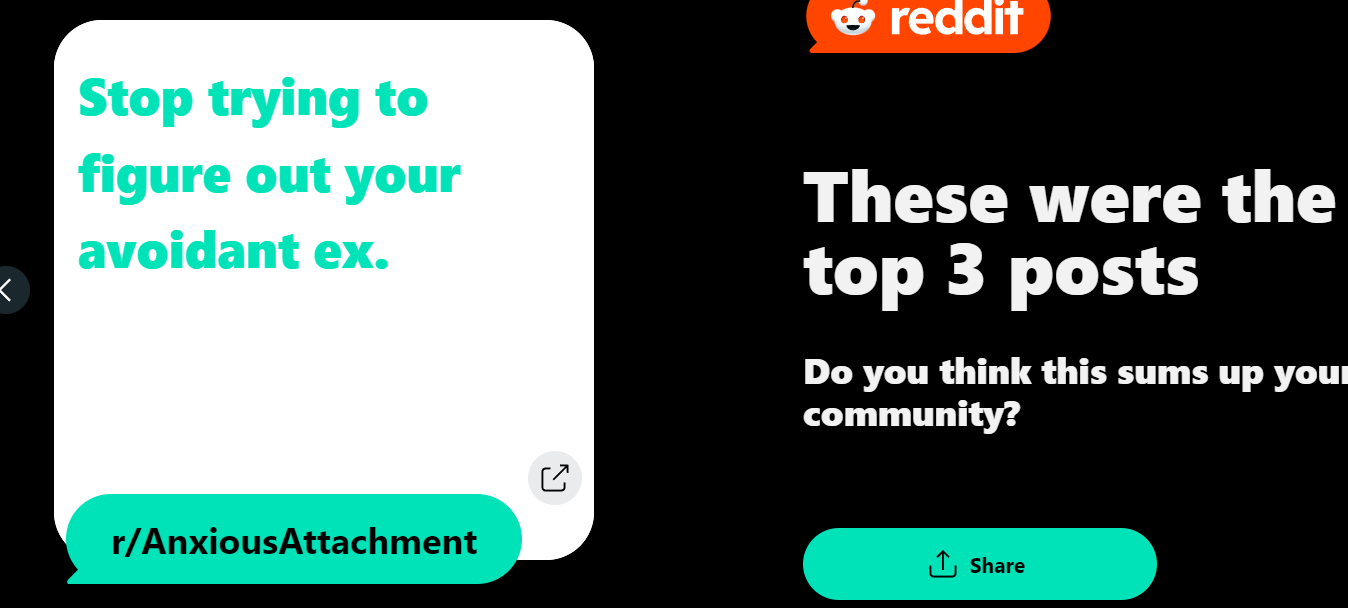 Stop trying to
figure out your
avoidant ex.
r/AnxiousAttachment
reddit
These were the
top 3 posts
Do you think this sums up your
community?
Share